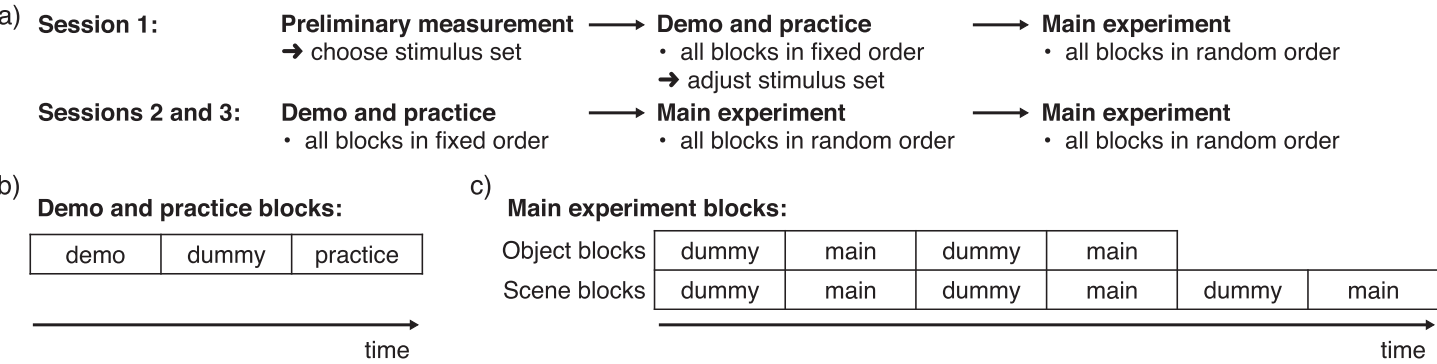 a) Session 1: Preliminary measurement Demo and practice Main experiment
➜ choose stimulus set • all blocks in fixed order • all blocks in random order
➜ adjust stimulus set
Sessions 2 and 3: Demo and practice Main experiment Main experiment
• all blocks in fixed order • all blocks in random order • all blocks in random order
b) Demo and practice blocks:
demo dummy practice
time
c) Main experiment blocks:
Object blocks dummy main dummy main
Scene blocks dummy main dummy main dummy main
time